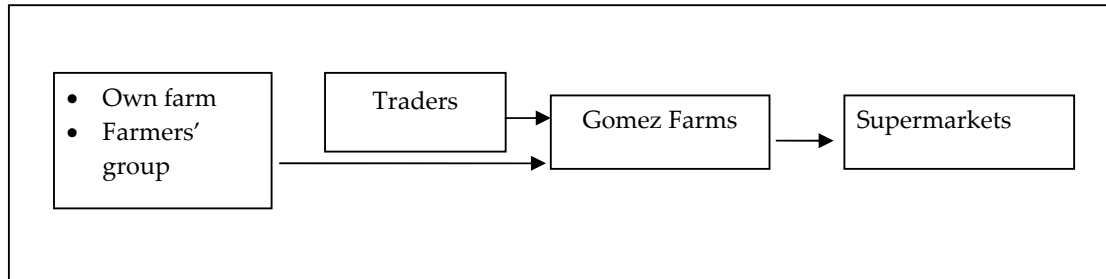 • Own farm
• Farmers’
group
Traders
Gomez Farms
Supermarkets